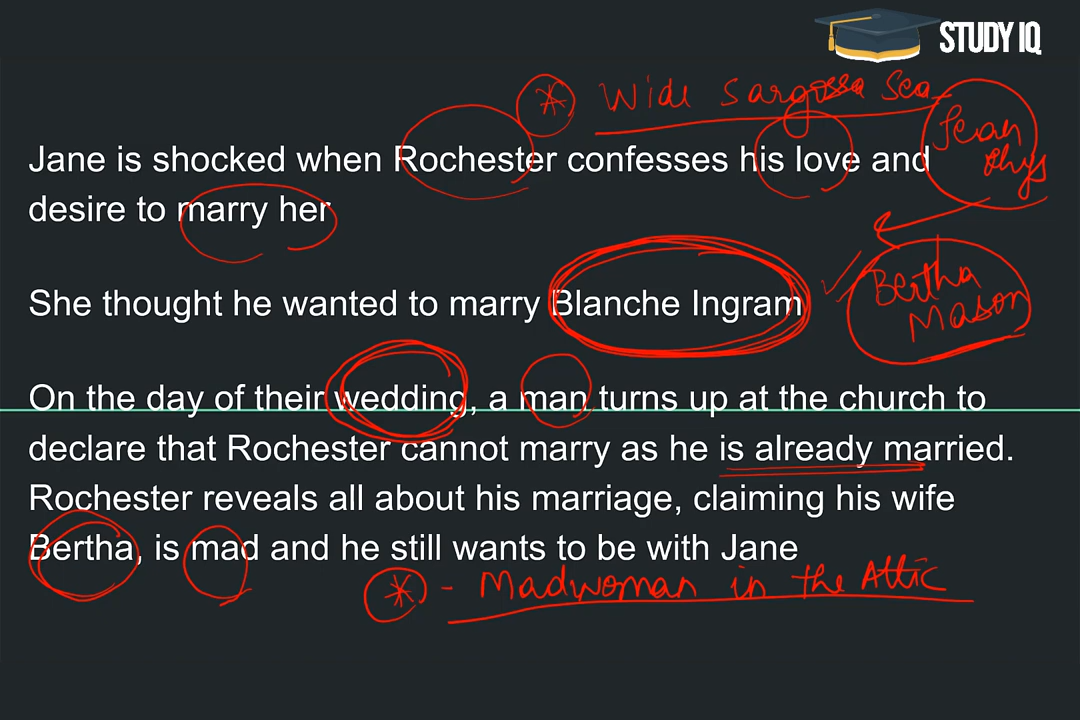 STUDY IQ
* Wide Sargossa Sea -
Jean
Rhys
Jane is shocked when Rochester confesses his love and
desire to marry her
Bertha
Mason
She thought he wanted to marry Blanche Ingram
On the day of their wedding, a man turns up at the church to
declare that Rochester cannot marry as he is already married.
Rochester reveals all about his marriage, claiming his wife
Bertha, is mad and he still wants to be with Jane
* - Madwoman in the Attic